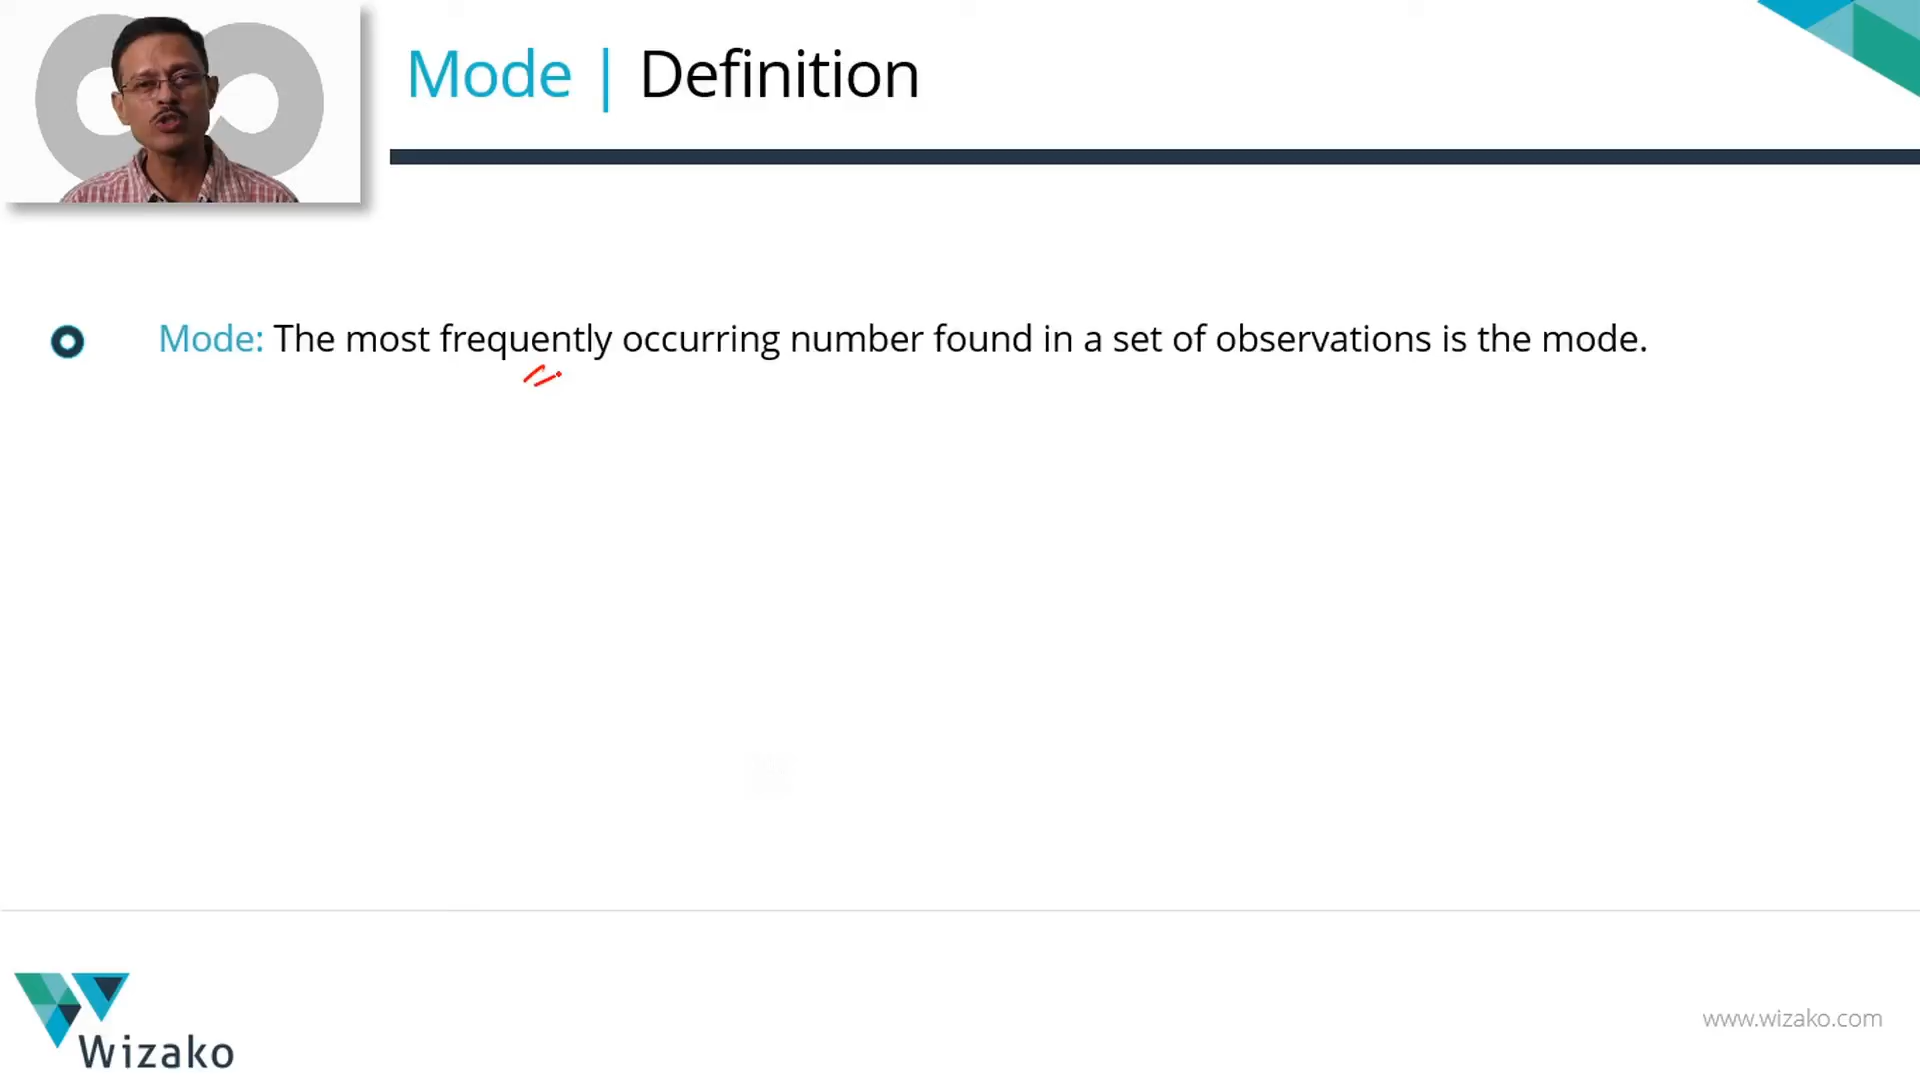 Mode | Definition
Mode: The most frequently occurring number found in a set of observations is the mode.
Wizako
www.wizako.com